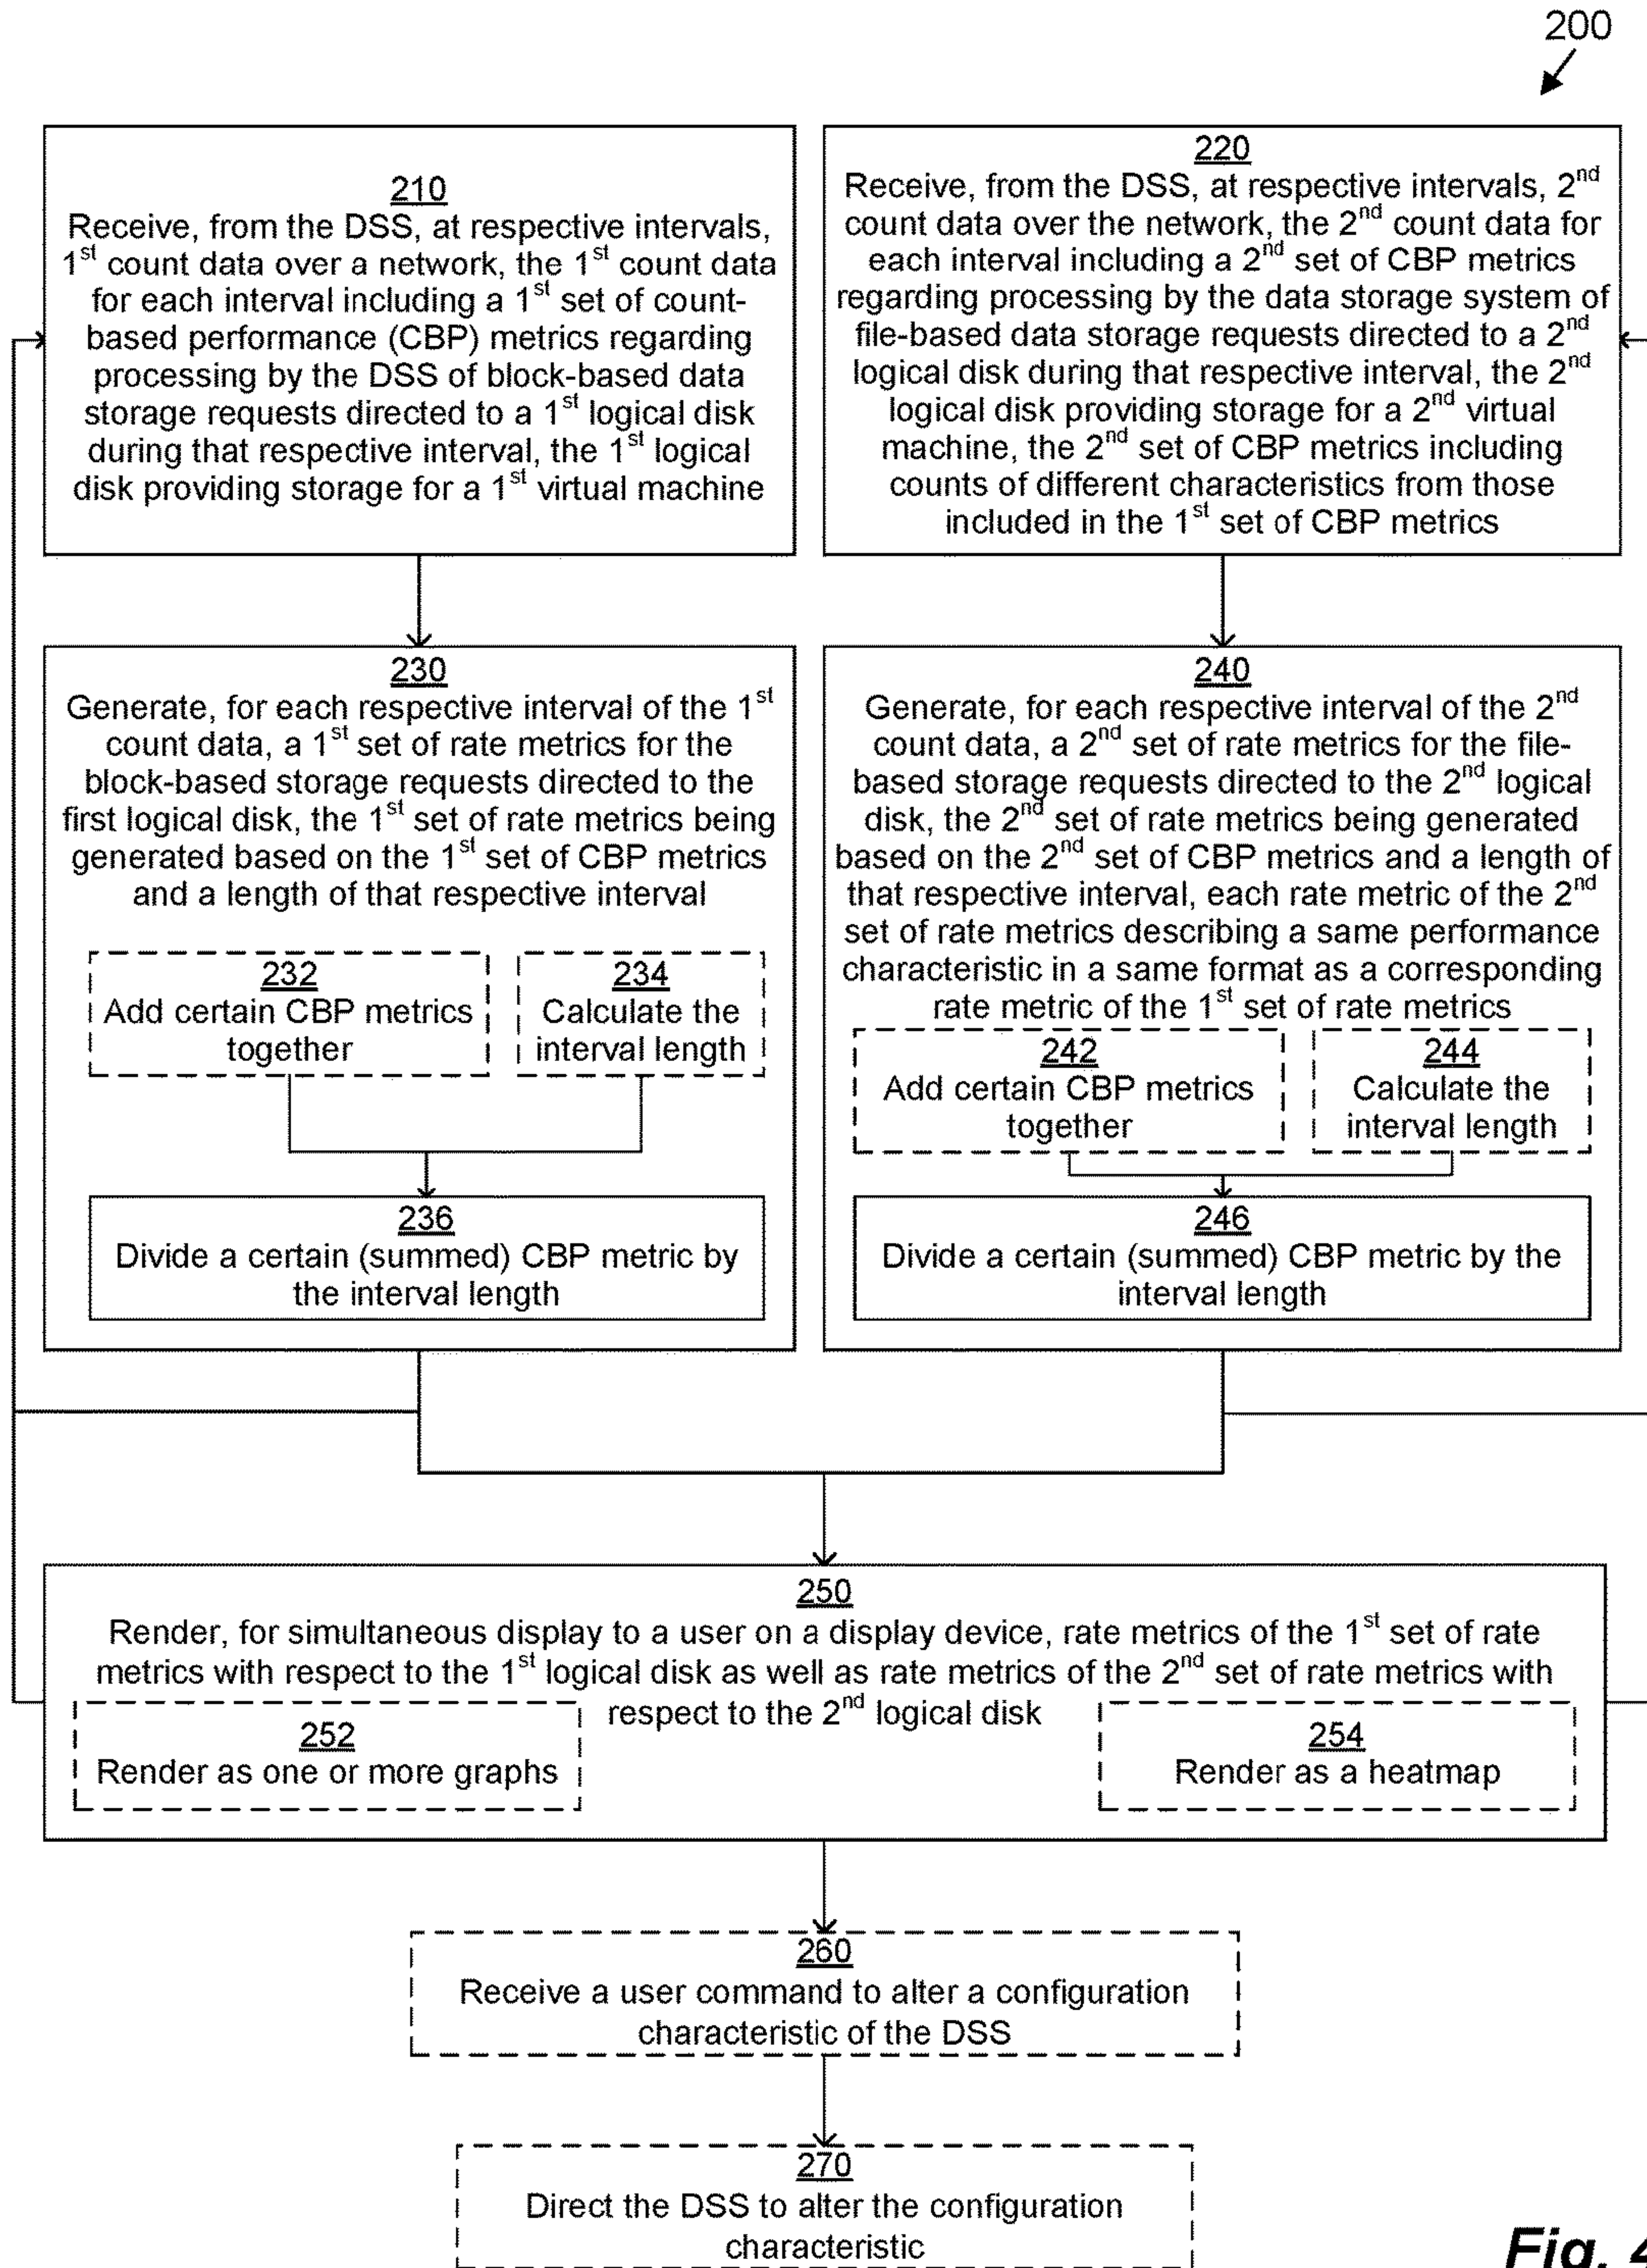 200
210
Receive, from the DSS, at respective intervals,
1st count data over a network, the 1st count data
for each interval including a 1st set of count-
based performance (CBP) metrics regarding
processing by the DSS of block-based data
storage requests directed to a 1st logical disk
during that respective interval, the 1st logical
disk providing storage for a 1st virtual machine
220
Receive, from the DSS, at respective intervals, 2nd
count data over the network, the 2nd count data for
each interval including a 2nd set of CBP metrics
regarding processing by the data storage system of
file-based data storage requests directed to a 2nd
logical disk during that respective interval, the 2nd
logical disk providing storage for a 2nd virtual
machine, the 2nd set of CBP metrics including
counts of different characteristics from those
included in the 1st set of CBP metrics
230
Generate, for each respective interval of the 1st
count data, a 1st set of rate metrics for the
block-based storage requests directed to the
first logical disk, the 1st set of rate metrics being
generated based on the 1st set of CBP metrics
and a length of that respective interval
232
Add certain CBP metrics
together
234
Calculate the
interval length
236
Divide a certain (summed) CBP metric by
the interval length
240
Generate, for each respective interval of the 2nd
count data, a 2nd set of rate metrics for the file-
based storage requests directed to the 2nd logical
disk, the 2nd set of rate metrics being generated
based on the 2nd set of CBP metrics and a length of
that respective interval, each rate metric of the 2nd
set of rate metrics describing a same performance
characteristic in a same format as a corresponding
rate metric of the 1st set of rate metrics
242
Add certain CBP metrics
together
244
Calculate the
interval length
246
Divide a certain (summed) CBP metric by the
interval length
250
Render, for simultaneous display to a user on a display device, rate metrics of the 1st set of rate
metrics with respect to the 1st logical disk as well as rate metrics of the 2nd set of rate metrics with
respect to the 2nd logical disk
252
Render as one or more graphs
254
Render as a heatmap
260
Receive a user command to alter a configuration
characteristic of the DSS
270
Direct the DSS to alter the configuration
characteristic
Fig. 4